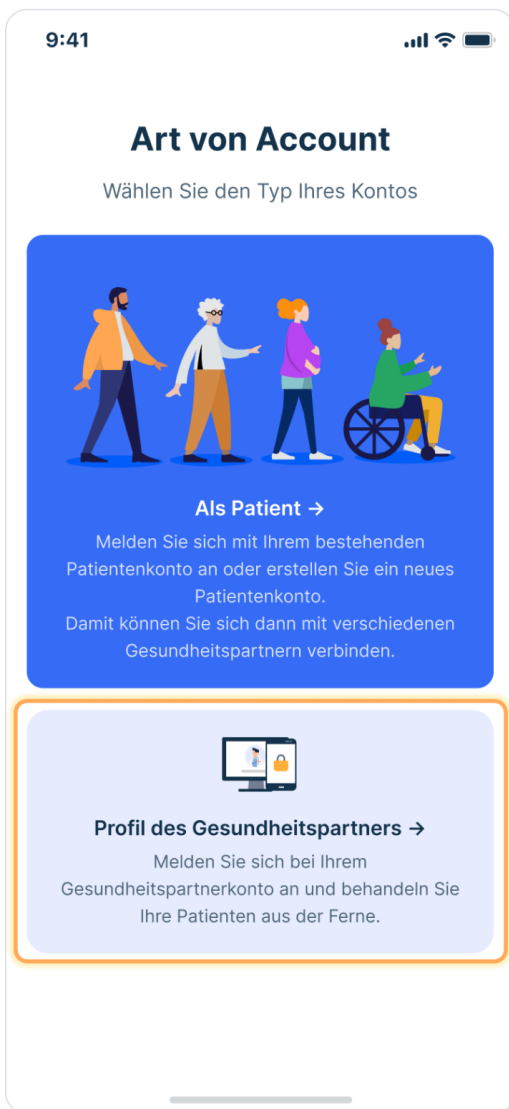 9:41
Art von Account
Wählen Sie den Typ Ihres Kontos
Als Patient →
Melden Sie sich mit Ihrem bestehenden
Patientenkonto an oder erstellen Sie ein neues
Patientenkonto.
Damit können Sie sich dann mit verschiedenen
Gesundheitspartnern verbinden.
Profil des Gesundheitspartners →
Melden Sie sich bei Ihrem
Gesundheitspartnerkonto an und behandeln Sie
Ihre Patienten aus der Ferne.